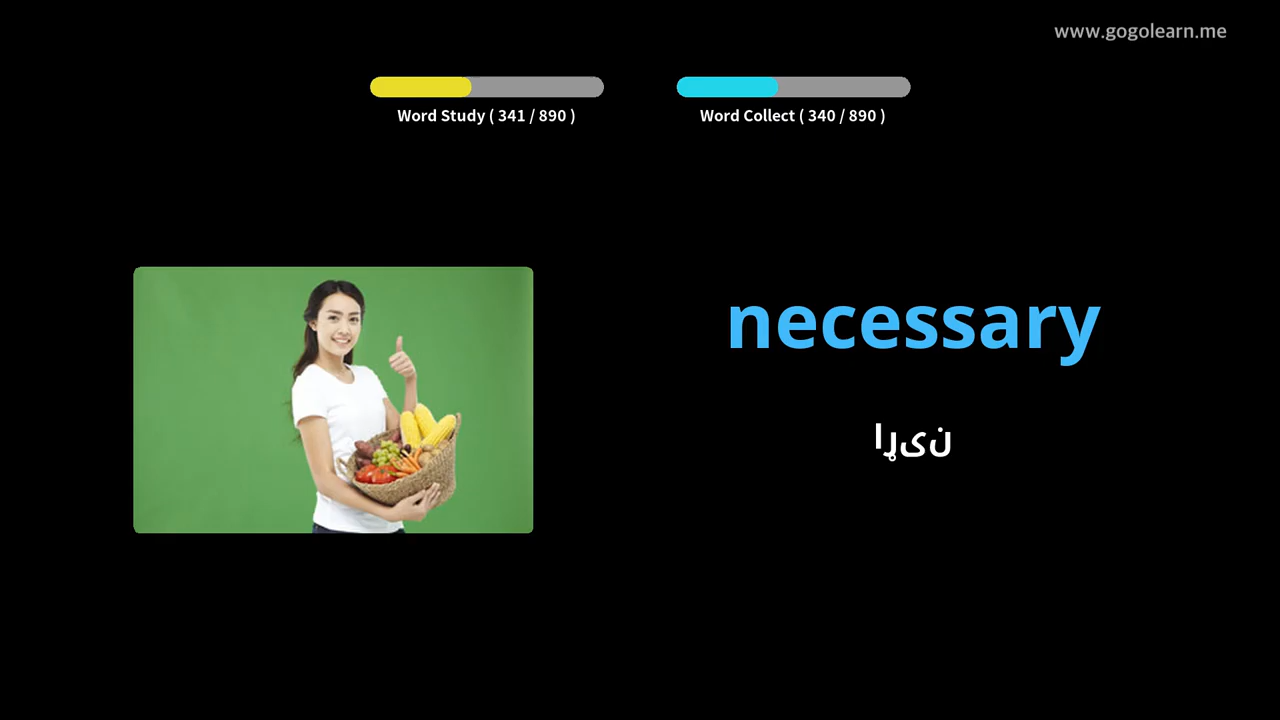 www.gogolearn.me
Word Study ( 341 / 890 )
Word Collect ( 340 / 890 )
necessary
اړین